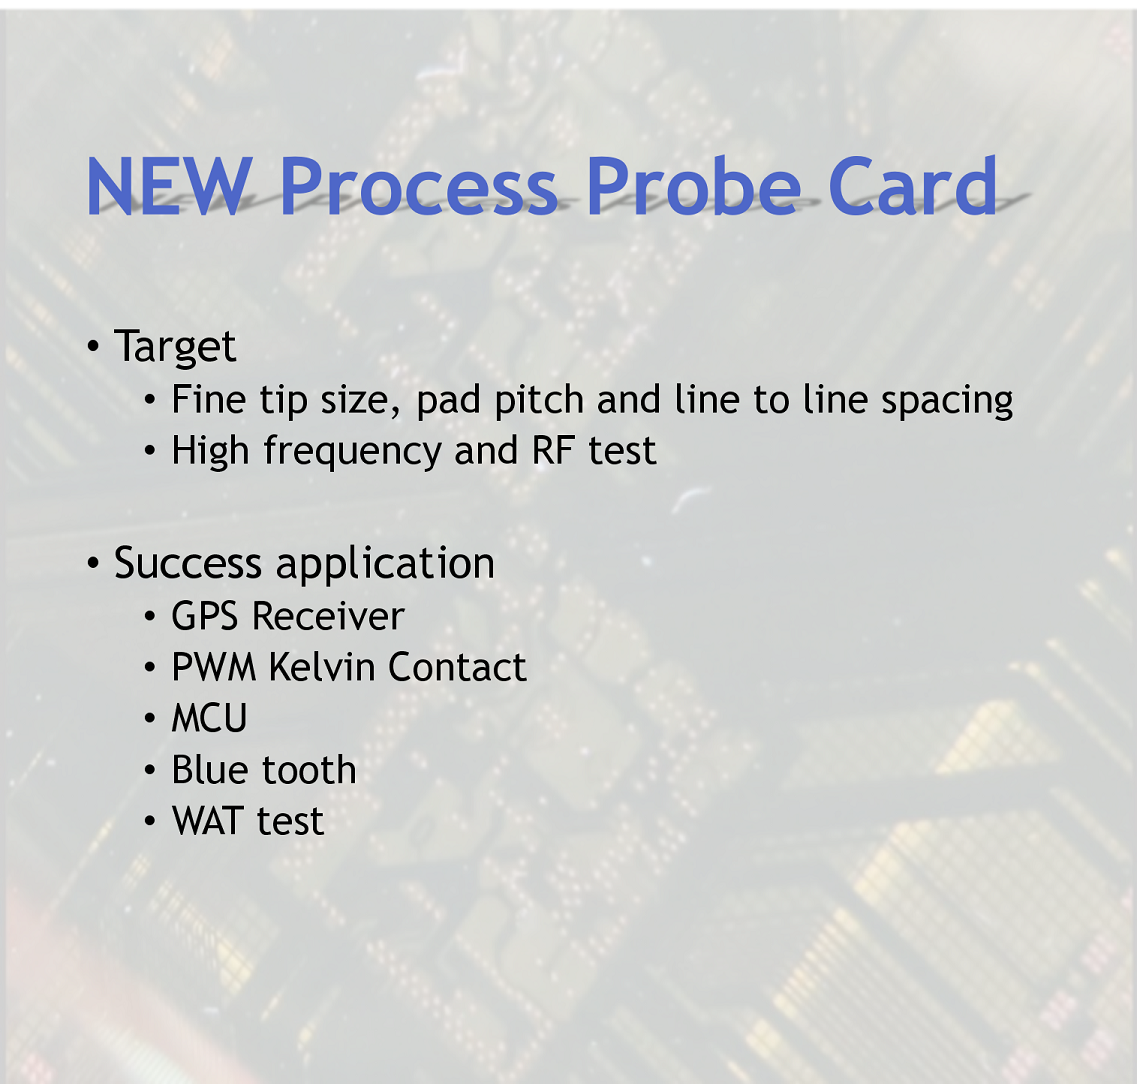 NEW Process Probe Card
• Target
• Fine tip size, pad pitch and line to line spacing
• High frequency and RF test
• Success application
• GPS Receiver
• PWM Kelvin Contact
• MCU
• Blue tooth
• WAT test